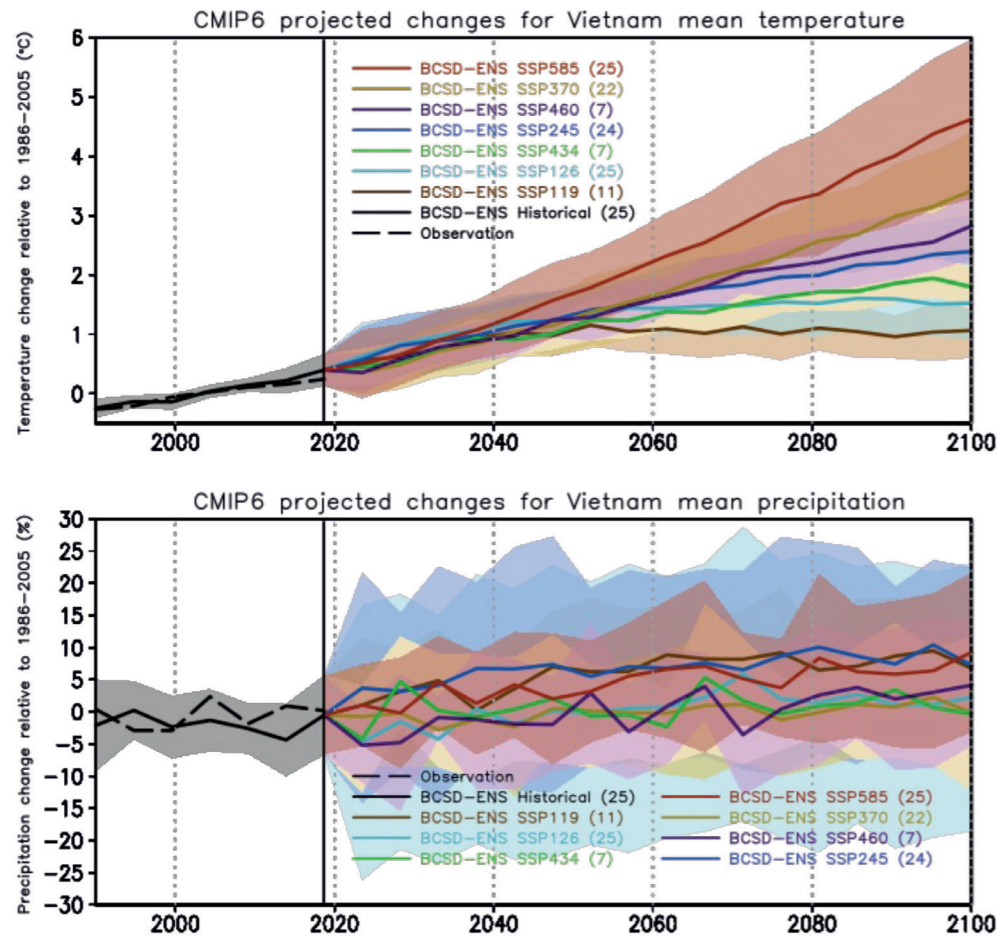 CMIP6 projected changes for Vietnam mean temperature
Temperature change relative to 1986–2005 (°C)
6
5
4
3
2
1
0
BCSD–ENS SSP585 (25)
BCSD–ENS SSP370 (22)
BCSD–ENS SSP460 (7)
BCSD–ENS SSP245 (24)
BCSD–ENS SSP434 (7)
BCSD–ENS SSP126 (25)
BCSD–ENS SSP119 (11)
BCSD–ENS Historical (25)
Observation
2000 2020 2040 2060 2080 2100
CMIP6 projected changes for Vietnam mean precipitation
Precipitation change relative to 1986–2005 (%)
30
25
20
15
10
5
0
−5
−10
−15
−20
−25
−30
Observation
BCSD–ENS Historical (25) BCSD–ENS SSP585 (25)
BCSD–ENS SSP119 (11) BCSD–ENS SSP370 (22)
BCSD–ENS SSP126 (25) BCSD–ENS SSP460 (7)
BCSD–ENS SSP434 (7) BCSD–ENS SSP245 (24)
2000 2020 2040 2060 2080 2100